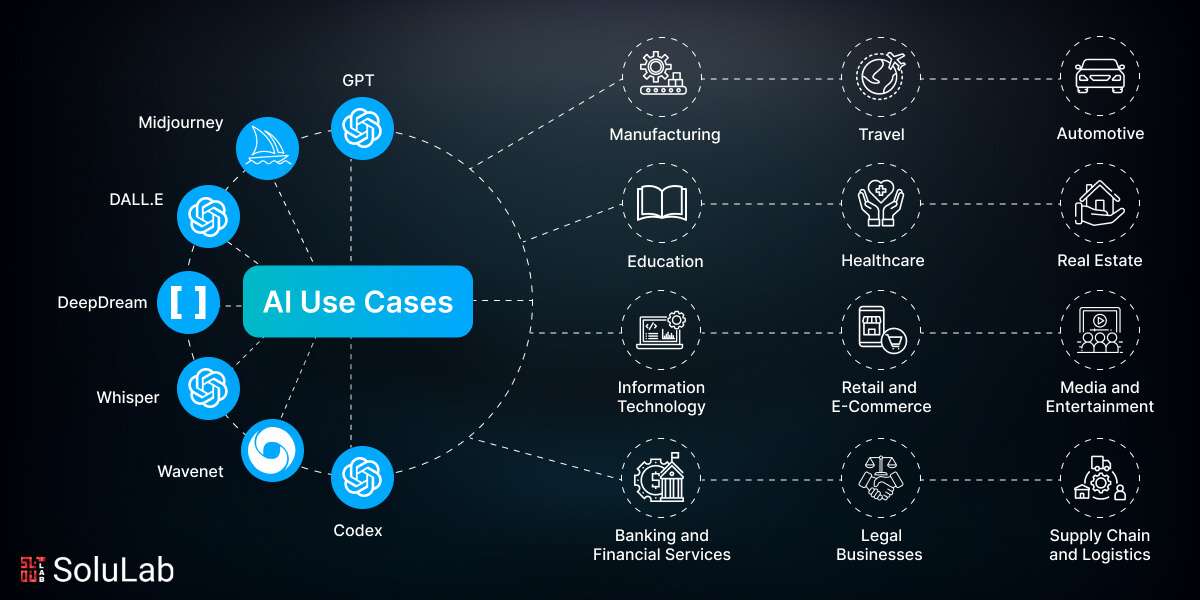 GPT
Midjourney
DALL.E
DeepDream
[ ]
Whisper
Wavenet
Codex
AI Use Cases
Manufacturing
Travel
Automotive
Education
Healthcare
Real Estate
Information
Technology
Retail and
E-Commerce
Media and
Entertainment
Banking and
Financial Services
Legal
Businesses
Supply Chain
and Logistics
SoluLab